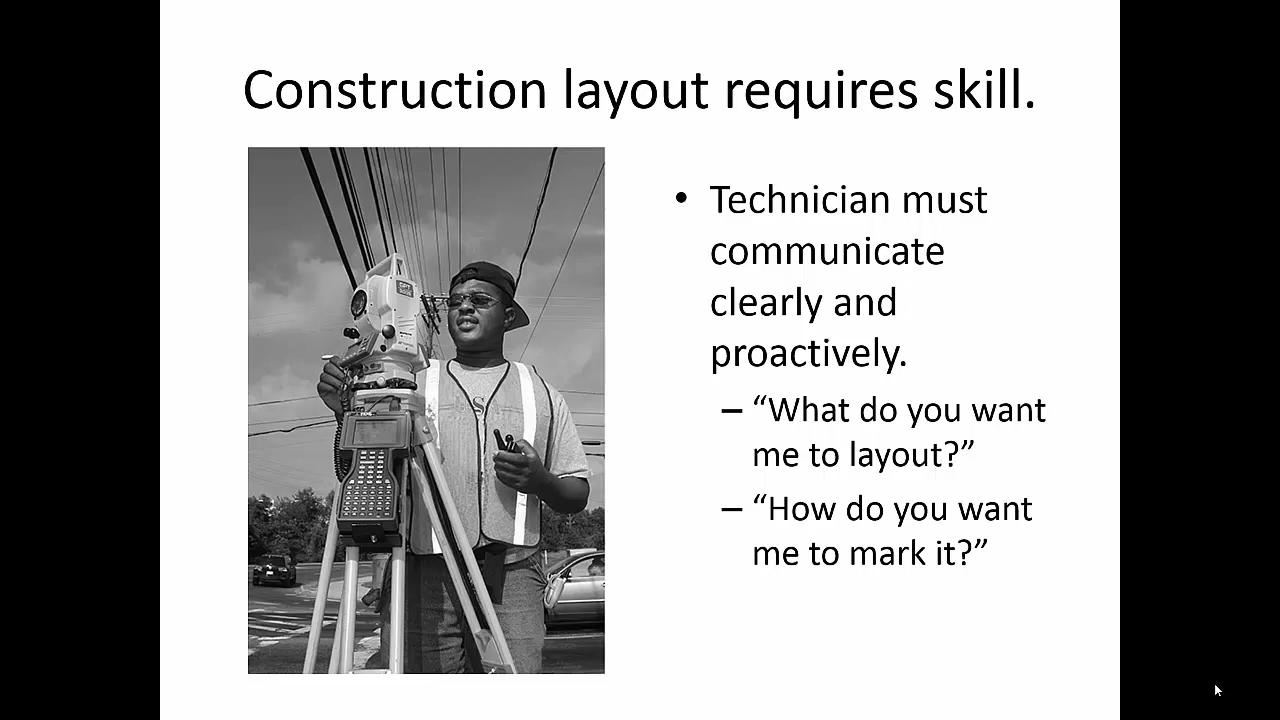 Construction layout requires skill.
• Technician must
communicate
clearly and
proactively.
– “What do you want
me to layout?”
– “How do you want
me to mark it?”